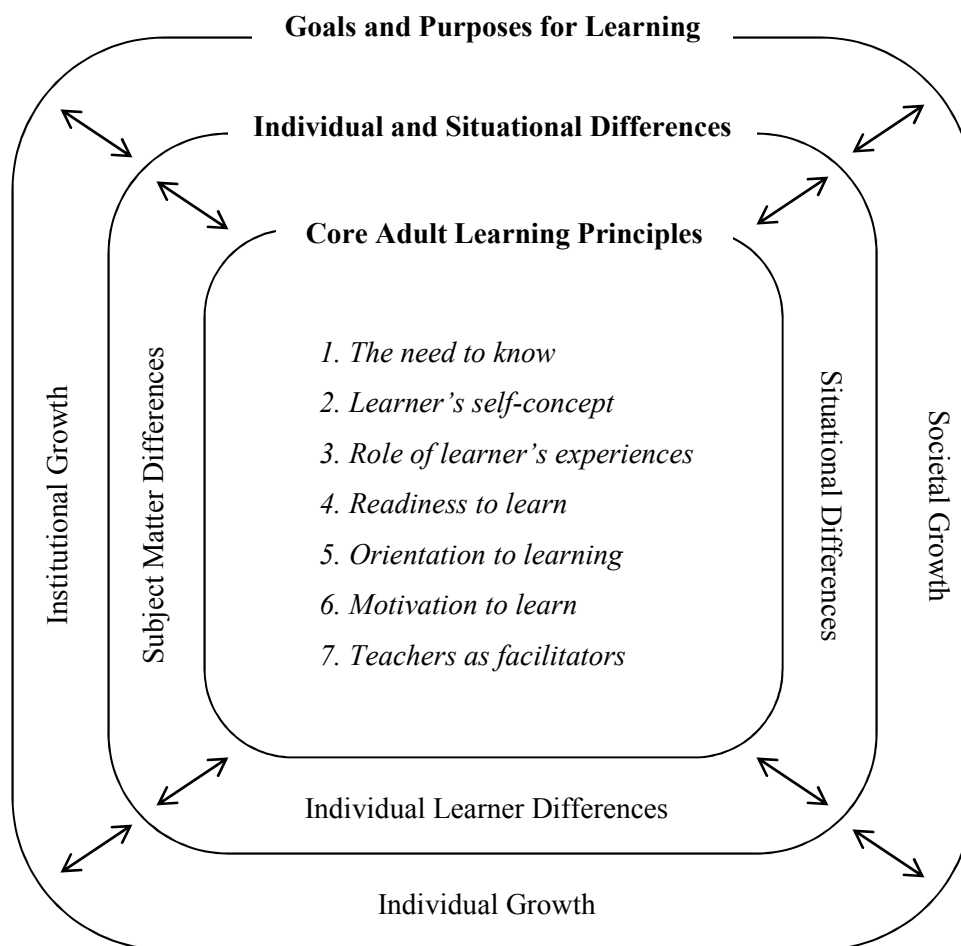 Goals and Purposes for Learning
Individual and Situational Differences
Core Adult Learning Principles
1. The need to know
2. Learner’s self-concept
3. Role of learner’s experiences
4. Readiness to learn
5. Orientation to learning
6. Motivation to learn
7. Teachers as facilitators
Institutional Growth
Subject Matter Differences
Situational Differences
Societal Growth
Individual Learner Differences
Individual Growth